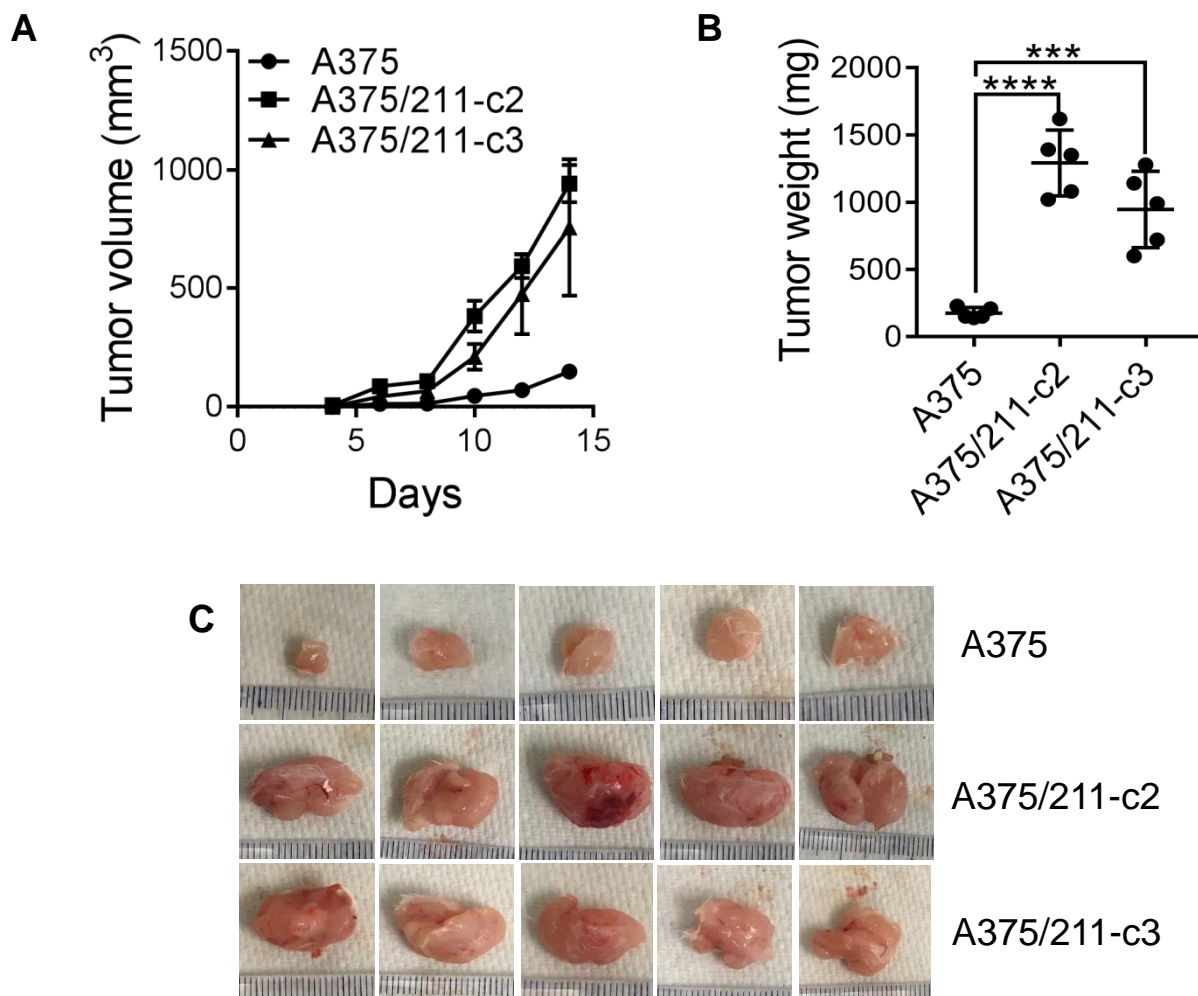 A
Tumor volume (mm3)
1500
1000
500
0
0 5 10 15
Days
A375
A375/211-c2
A375/211-c3
B
Tumor weight (mg)
2000
1500
1000
500
0
***
****
A375
A375/211-c2
A375/211-c3
C
A375
A375/211-c2
A375/211-c3